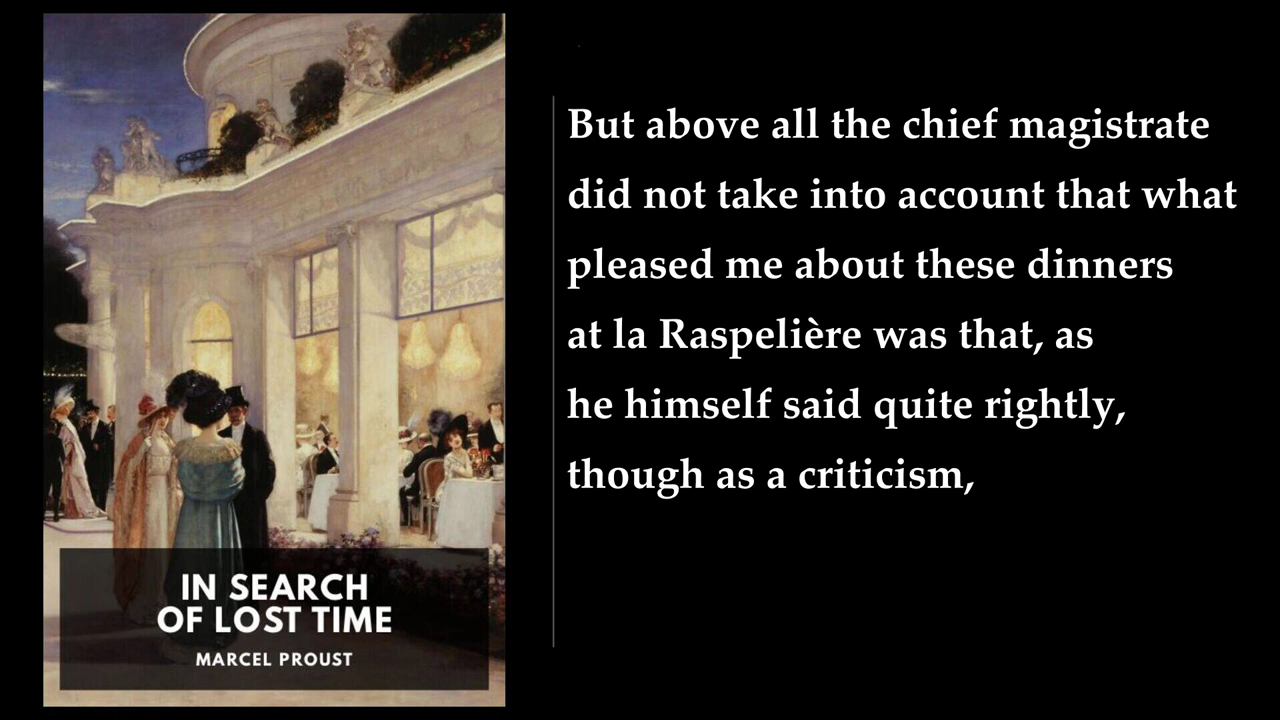 But above all the chief magistrate
did not take into account that what
pleased me about these dinners
at la Raspelière was that, as
he himself said quite rightly,
though as a criticism,
IN SEARCH
OF LOST TIME
MARCEL PROUST